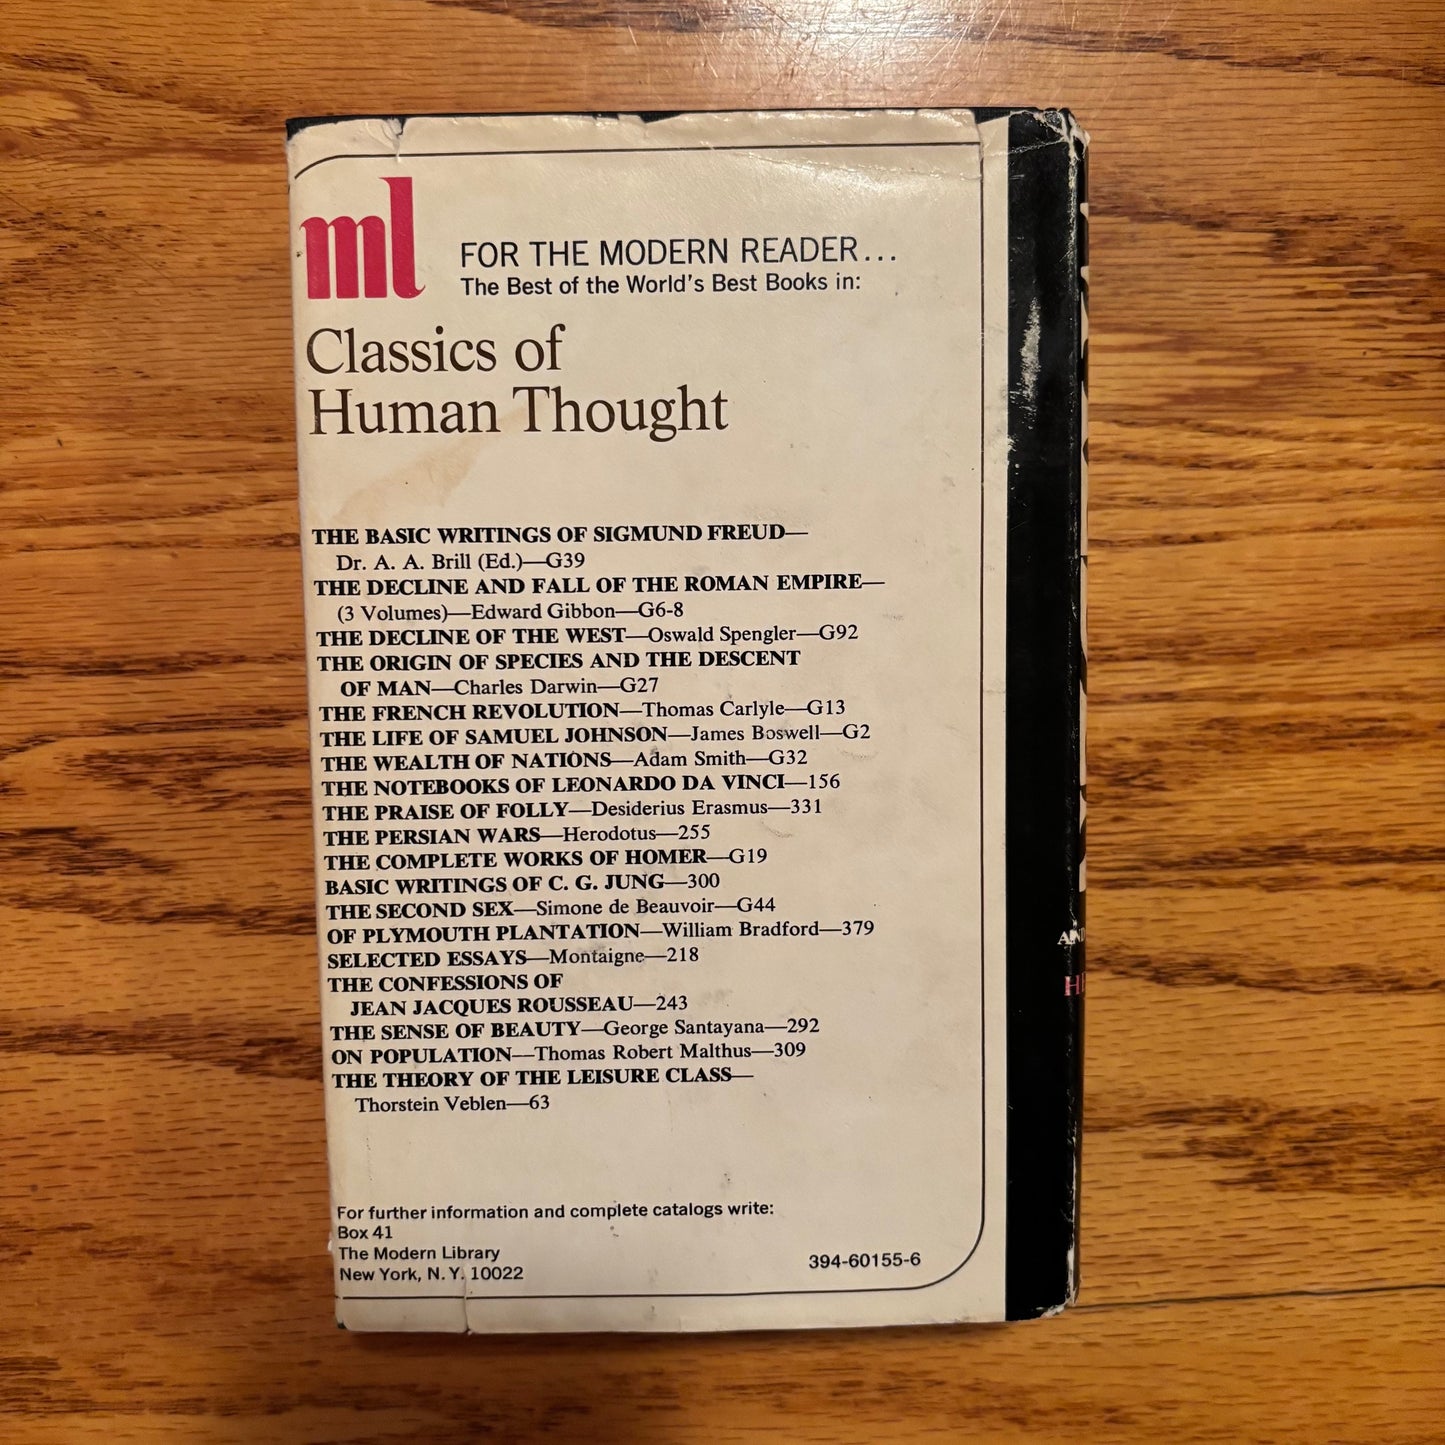 ml
FOR THE MODERN READER...
The Best of the World's Best Books in:
Classics of
Human Thought
THE BASIC WRITINGS OF SIGMUND FREUD—
Dr. A. A. Brill (Ed.)—G39
THE DECLINE AND FALL OF THE ROMAN EMPIRE—
(3 Volumes)—Edward Gibbon—G6-8
THE DECLINE OF THE WEST—Oswald Spengler—G92
THE ORIGIN OF SPECIES AND THE DESCENT
OF MAN—Charles Darwin—G27
THE FRENCH REVOLUTION—Thomas Carlyle—G13
THE LIFE OF SAMUEL JOHNSON—James Boswell—G2
THE WEALTH OF NATIONS—Adam Smith—G32
THE NOTEBOOKS OF LEONARDO DA VINCI—156
THE PRAISE OF FOLLY—Desiderius Erasmus—331
THE PERSIAN WARS—Herodotus—255
THE COMPLETE WORKS OF HOMER—G19
BASIC WRITINGS OF C. G. JUNG—300
THE SECOND SEX—Simone de Beauvoir—G44
OF PLYMOUTH PLANTATION—William Bradford—379
SELECTED ESSAYS—Montaigne—218
THE CONFESSIONS OF
JEAN JACQUES ROUSSEAU—243
THE SENSE OF BEAUTY—George Santayana—292
ON POPULATION—Thomas Robert Malthus—309
THE THEORY OF THE LEISURE CLASS—
Thorstein Veblen—63
For further information and complete catalogs write:
Box 41
The Modern Library
New York, N. Y. 10022
394-60155-6